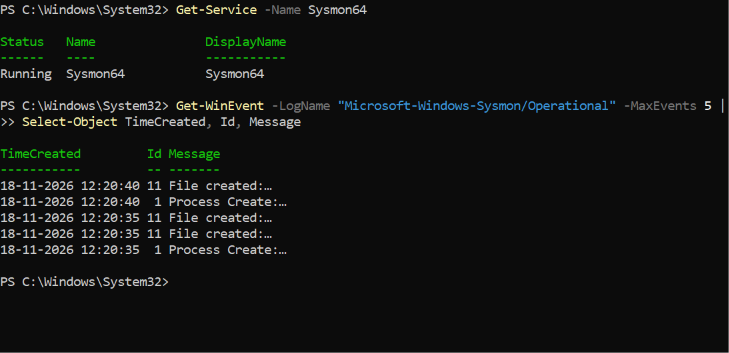 PS C:\Windows\System32> Get-Service -Name Sysmon64
Status   Name               DisplayName
------   ----               -----------
Running  Sysmon64           Sysmon64
PS C:\Windows\System32> Get-WinEvent -LogName "Microsoft-Windows-Sysmon/Operational" -MaxEvents 5 |
>> Select-Object TimeCreated, Id, Message
TimeCreated         Id Message
-----------         -- -------
18-11-2026 12:20:40 11 File created:…
18-11-2026 12:20:40  1 Process Create:…
18-11-2026 12:20:35 11 File created:…
18-11-2026 12:20:35 11 File created:…
18-11-2026 12:20:35  1 Process Create:…
PS C:\Windows\System32>